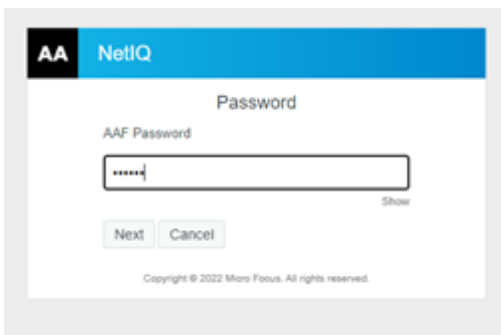 AA NetIQ
Password
AAF Password
••••••
Show
Next Cancel
Copyright © 2022 Micro Focus. All rights reserved.